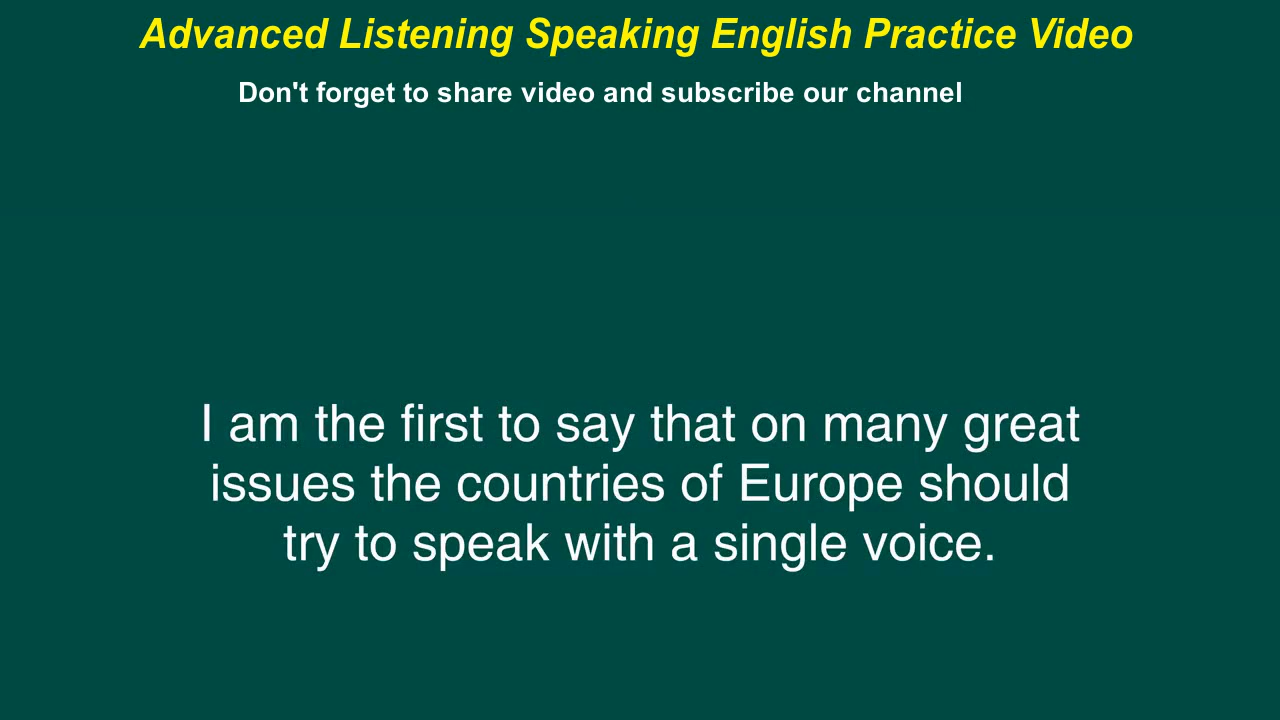 Advanced Listening Speaking English Practice Video
Don't forget to share video and subscribe our channel
I am the first to say that on many great
issues the countries of Europe should
try to speak with a single voice.